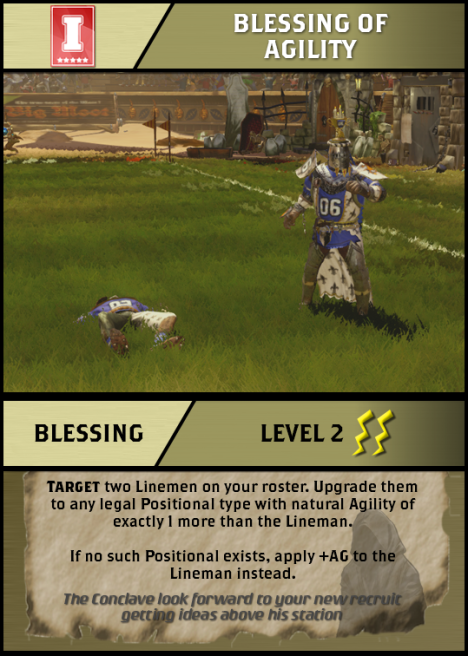 I
BLESSING OF
AGILITY
06
BLESSING
LEVEL 2
TARGET two Linemen on your roster. Upgrade them
to any legal Positional type with natural Agility of
exactly 1 more than the Lineman.
If no such Positional exists, apply +AG to the
Lineman instead.
The Conclave look forward to your new recruit
getting ideas above his station